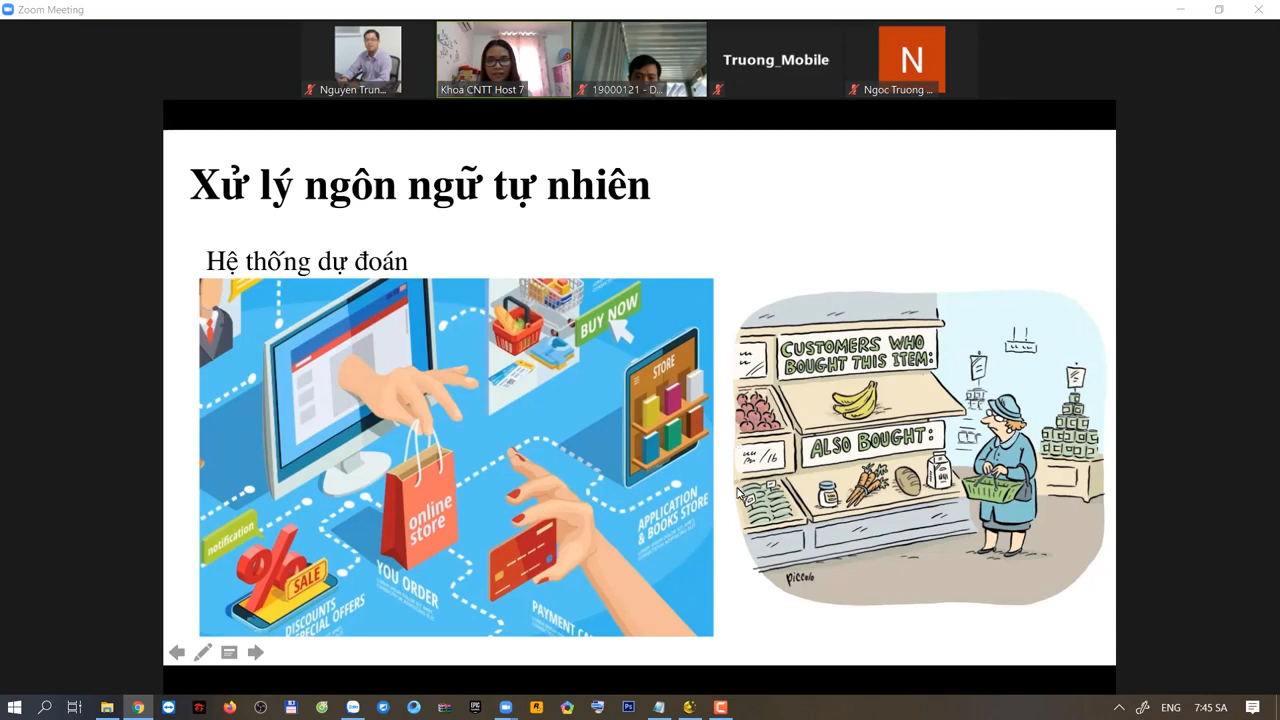 Zoom Meeting
Nguyen Trun...
Khoa CNTT Host 7
19000121 - D...
Truong_Mobile
N
Ngoc Truong ...
Xử lý ngôn ngữ tự nhiên
Hệ thống dự đoán
BUY NOW
STORE
online
store
notification
%
SALE
YOU ORDER
DISCOUNTS
SPECIAL OFFERS
PAYMENT CA
APPLICATION
& BOOKS STORE
CUSTOMERS WHO
BOUGHT THIS ITEM:
ALSO BOUGHT:
/lb
piccolo
ENG
7:45 SA